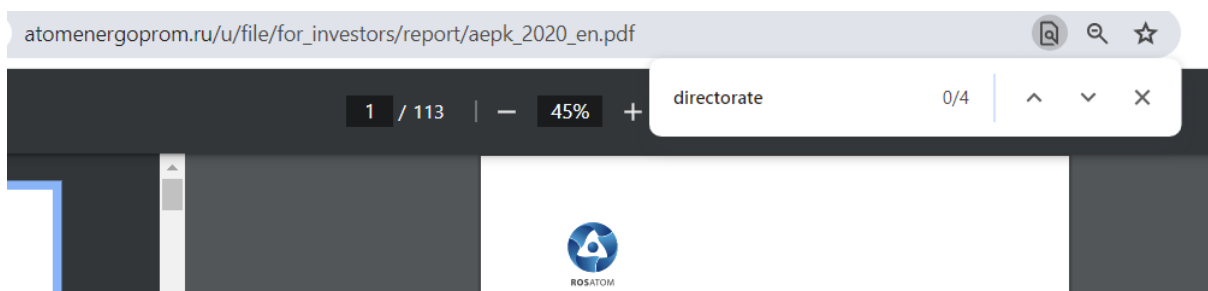 atomenergoprom.ru/u/file/for_investors/report/aepk_2020_en.pdf
directorate 0/4
1 / 113 45%
ROSATOM